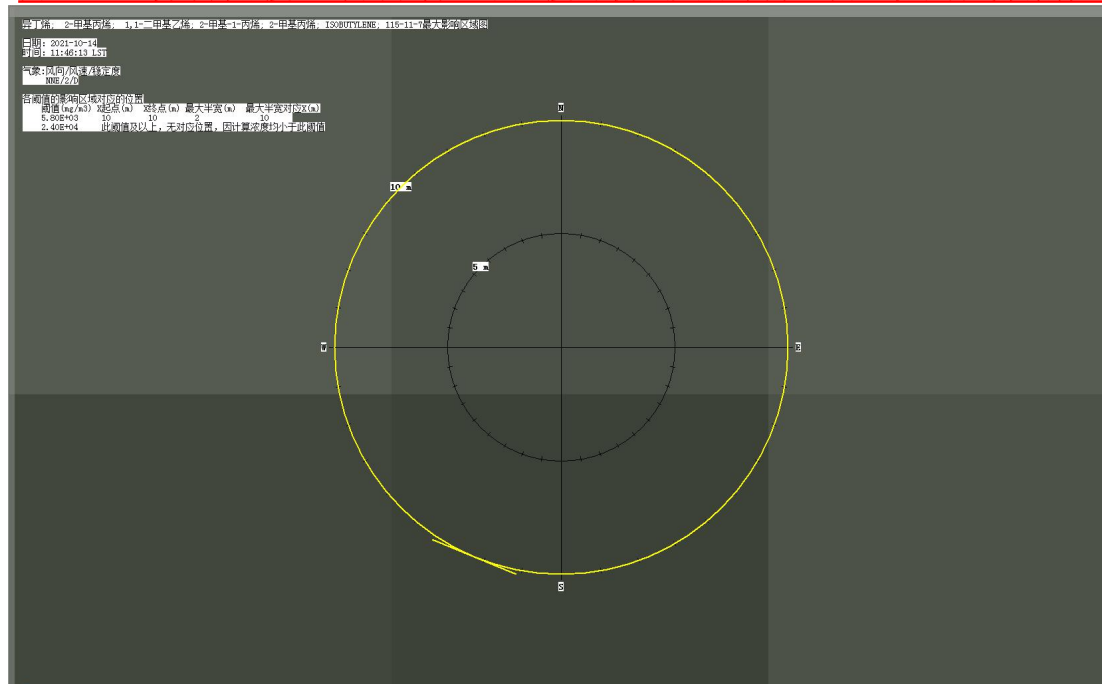 异丁烯; 2-甲基丙烯; 1,1-二甲基乙烯; 2-甲基-1-丙烯; 2-甲基丙烯; ISOBUTYLENE; 115-11-7最大影响区域图
日期: 2021-10-14
时间: 11:46:13 LST
气象:风向/风速/稳定度
NNE/2/D
各阈值的影响区域对应的位置
阈值(mg/m3) X起点(m) X终点(m) 最大半宽(m) 最大半宽对应X(m)
5.80E+03 10 10 2 10
2.40E+04 此阈值及以上,无对应位置,因计算浓度均小于此阈值
N
10 m
5 m
W
E
S